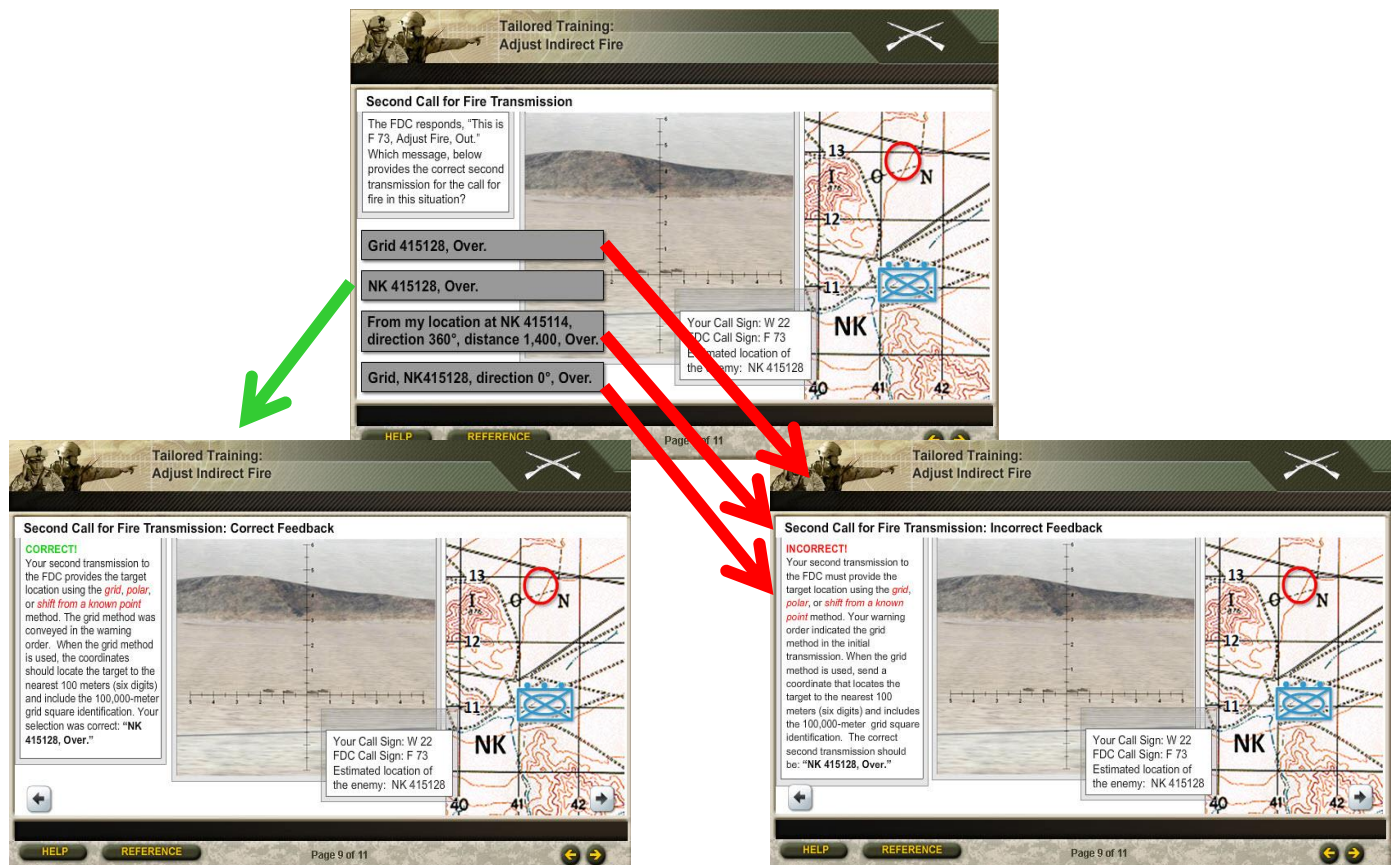 Tailored Training:
Adjust Indirect Fire
Second Call for Fire Transmission
The FDC responds, “This is
F 73, Adjust Fire, Out.”
Which message, below
provides the correct second
transmission for the call for
fire in this situation?
Grid 415128, Over.
NK 415128, Over.
From my location at NK 415114,
direction 360°, distance 1,400, Over.
Grid, NK415128, direction 0°, Over.
Your Call Sign: W 22
FDC Call Sign: F 73
Estimated location of
the enemy: NK 415128
13
I O N
876
12
11
NK
40 41 42
HELP REFERENCE Page of 11
Tailored Training:
Adjust Indirect Fire
Second Call for Fire Transmission: Correct Feedback
CORRECT!
Your second transmission to
the FDC provides the target
location using the grid, polar,
or shift from a known point
method. The grid method was
conveyed in the warning
order. When the grid method
is used, the coordinates
should locate the target to the
nearest 100 meters (six digits)
and include the 100,000-meter
grid square identification. Your
selection was correct: “NK
415128, Over.”
Your Call Sign: W 22
FDC Call Sign: F 73
Estimated location of
the enemy: NK 415128
13
I O N
876
12
11
NK
40 41 42
HELP REFERENCE Page 9 of 11
Tailored Training:
Adjust Indirect Fire
Second Call for Fire Transmission: Incorrect Feedback
INCORRECT!
Your second transmission to
the FDC must provide the
target location using the grid,
polar, or shift from a known
point method. Your warning
order indicated the grid
method in the initial
transmission. When the grid
method is used, send a
coordinate that locates the
target to the nearest 100
meters (six digits) and includes
the 100,000-meter grid square
identification. The correct
second transmission should
be: “NK 415128, Over.”
Your Call Sign: W 22
FDC Call Sign: F 73
Estimated location of
the enemy: NK 415128
13
I O N
876
12
11
NK
40 41 42
HELP REFERENCE Page 9 of 11